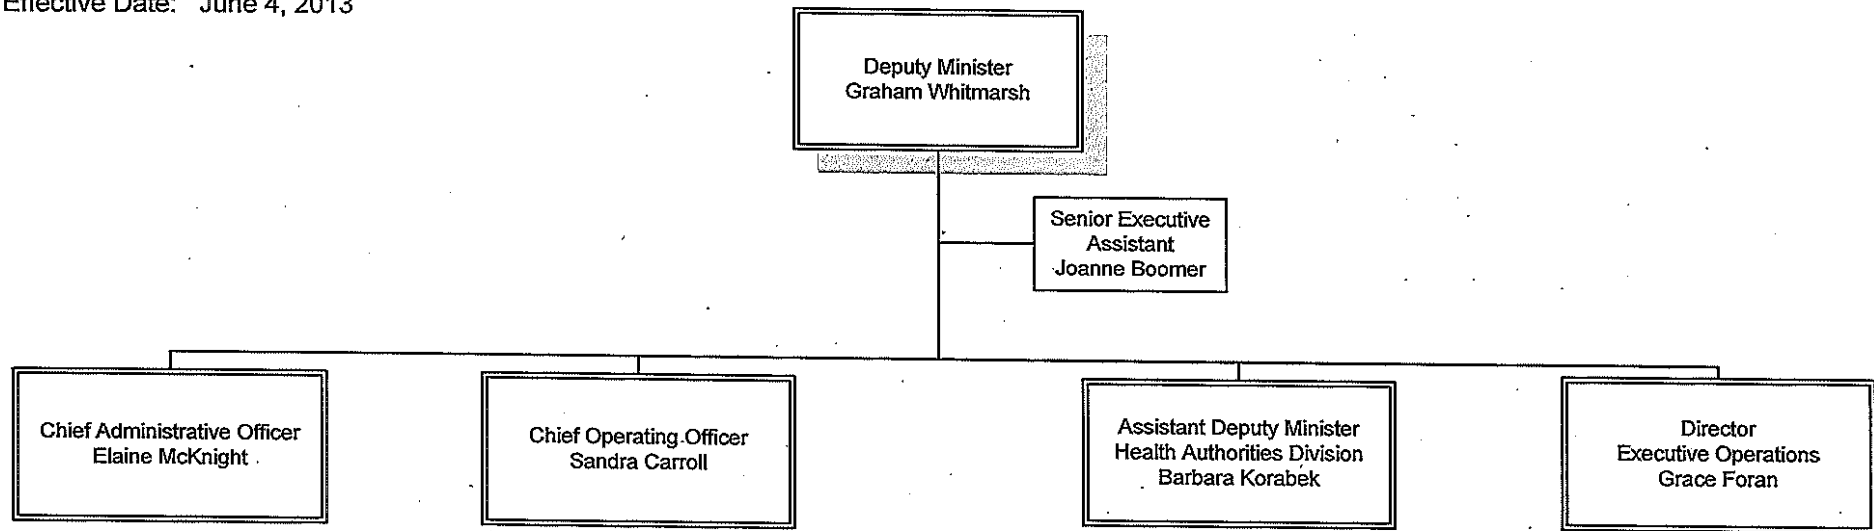 Effective Date: June 4, 2013
Deputy Minister
Graham Whitmarsh
Senior Executive
Assistant
Joanne Boomer
Chief Administrative Officer
Elaine McKnight
Chief Operating Officer
Sandra Carroll
Assistant Deputy Minister
Health Authorities Division
Barbara Korabek
Director
Executive Operations
Grace Foran